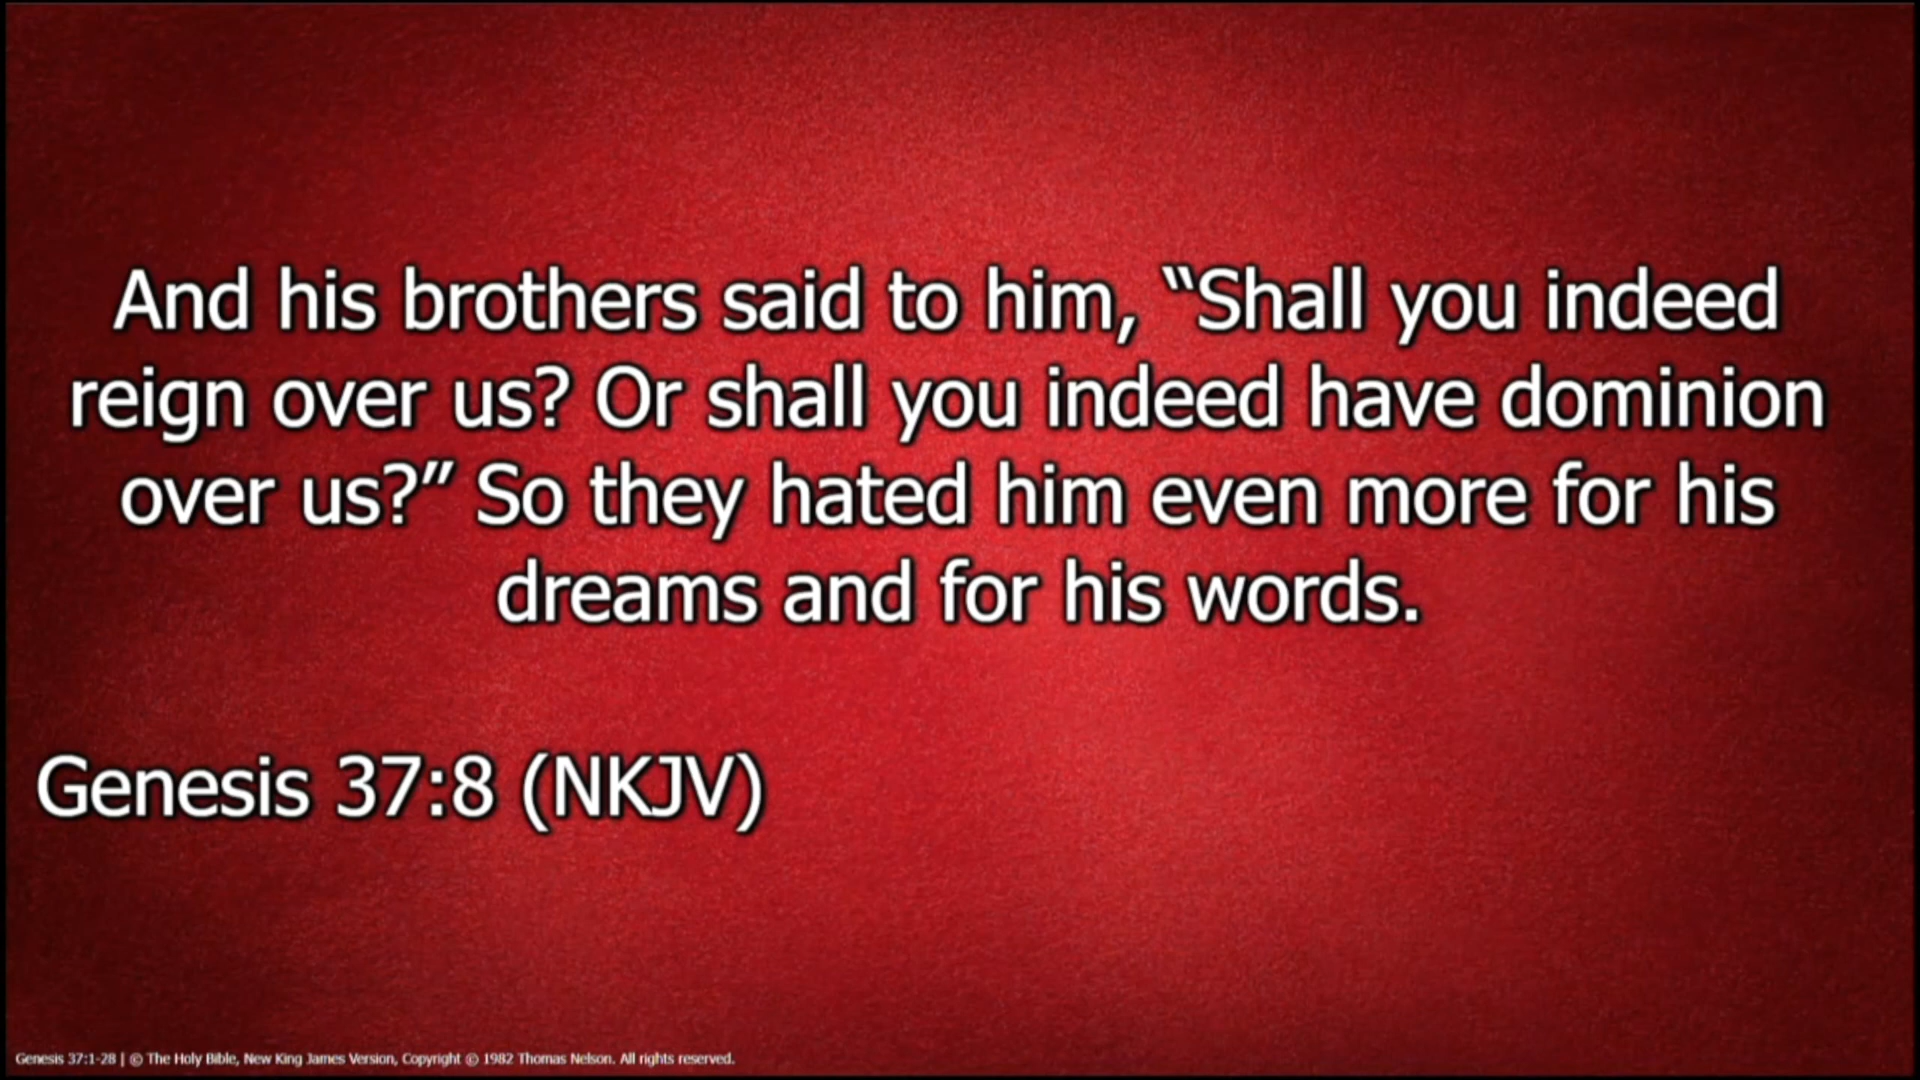 And his brothers said to him, “Shall you indeed
reign over us? Or shall you indeed have dominion
over us?” So they hated him even more for his
dreams and for his words.
Genesis 37:8 (NKJV)
Genesis 37:1-28 | © The Holy Bible, New King James Version, Copyright © 1982 Thomas Nelson. All rights reserved.